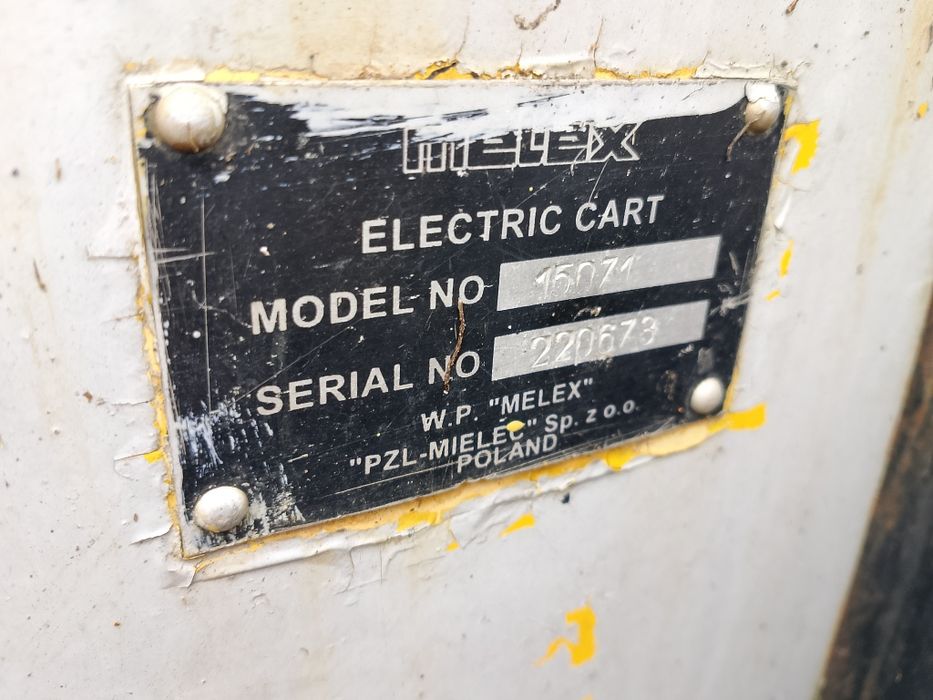 MELEX
ELECTRIC CART
MODEL NO 15071
SERIAL NO 220673
W.P. "MELEX"
"PZL-MIELEC" Sp. z o.o.
POLAND